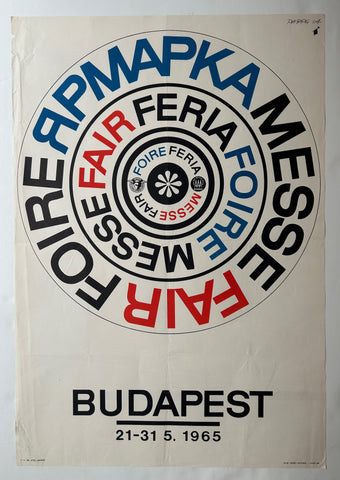 ЯРМАРКА MESSE FAIR FOIRE
FERIA FOIRE MESSE FAIR
FOIRE FERIA MESSE FAIR
BUDAPEST
21-31 5. 1965